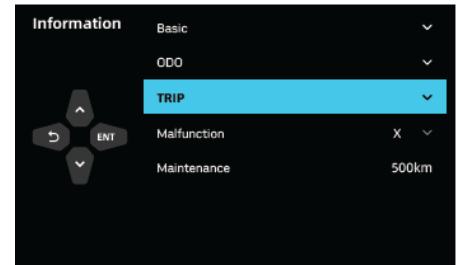 Information
Basic
ODO
TRIP
ENT
Malfunction X
Maintenance 500km